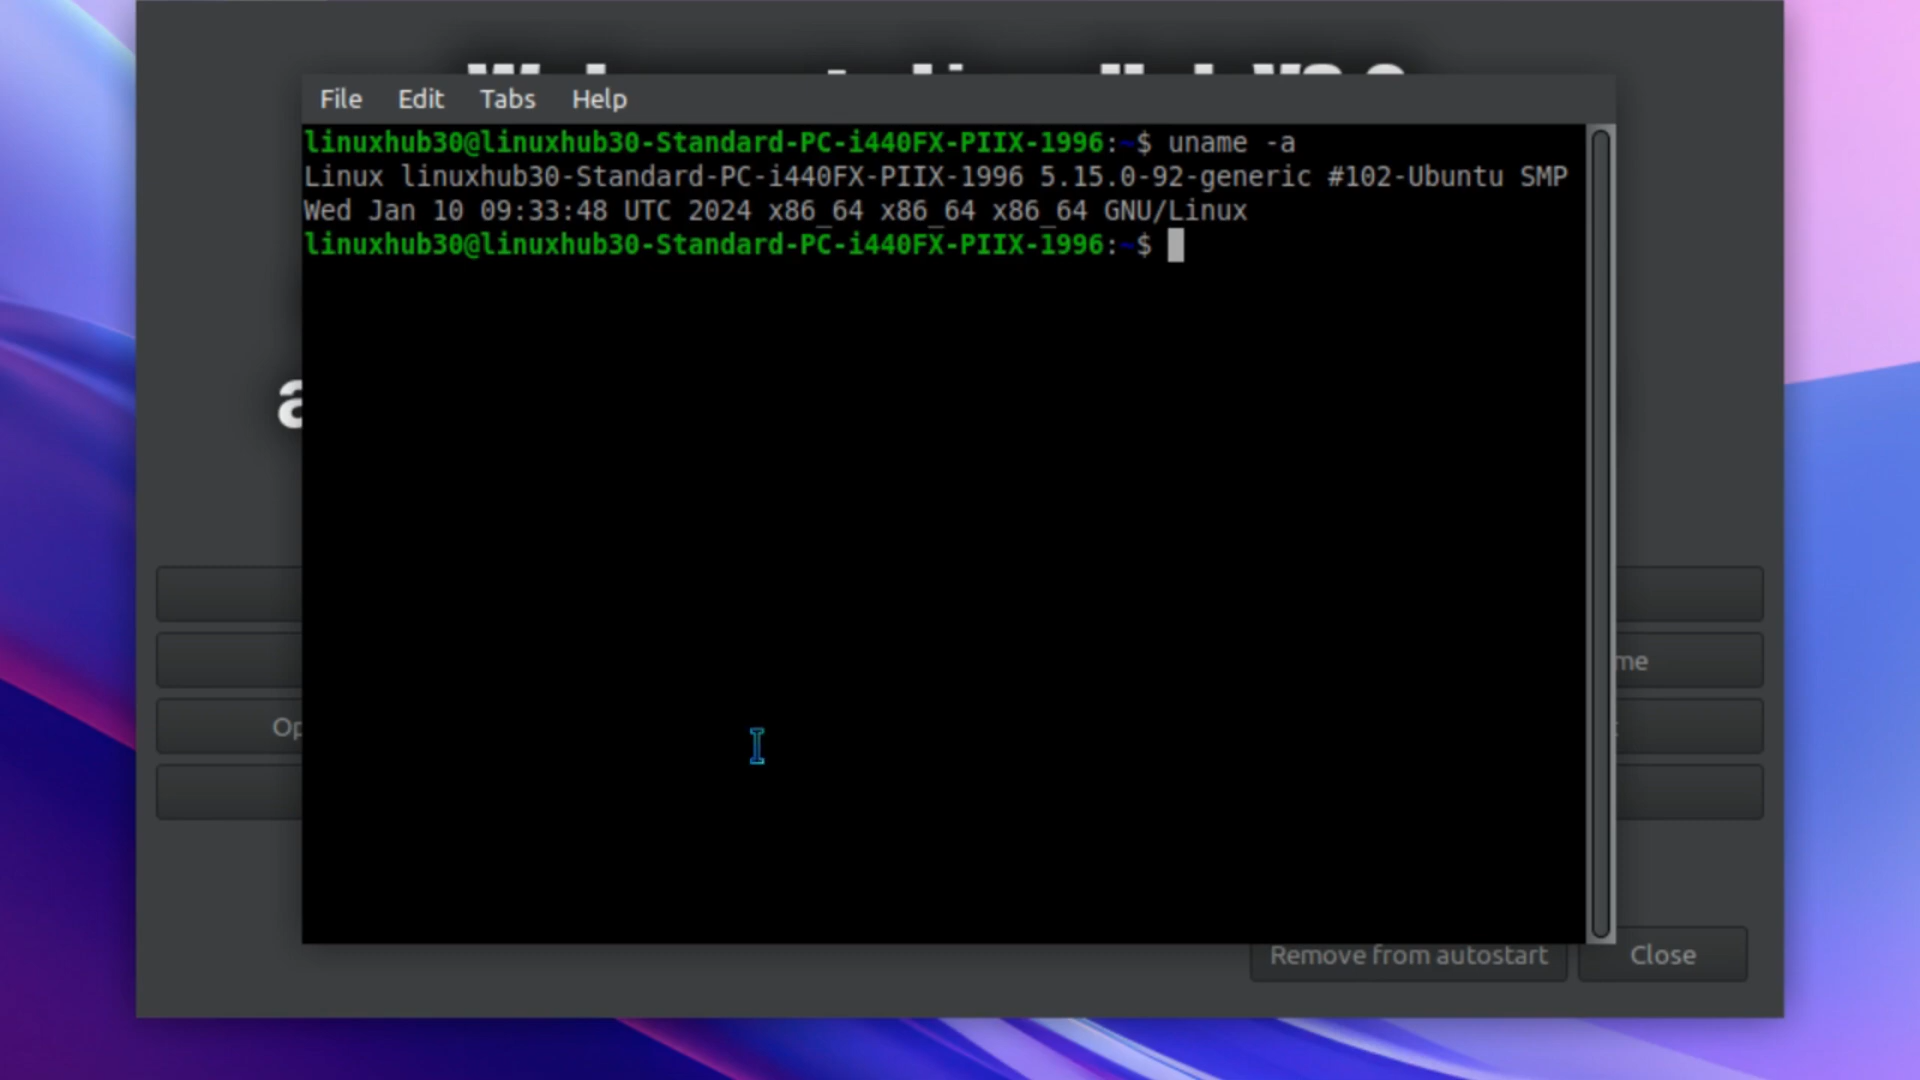 File Edit Tabs Help
linuxhub30@linuxhub30-Standard-PC-i440FX-PIIX-1996:~$ uname -a
Linux linuxhub30-Standard-PC-i440FX-PIIX-1996 5.15.0-92-generic #102-Ubuntu SMP
Wed Jan 10 09:33:48 UTC 2024 x86_64 x86_64 x86_64 GNU/Linux
linuxhub30@linuxhub30-Standard-PC-i440FX-PIIX-1996:~$
a
me
Op
Remove from autostart Close